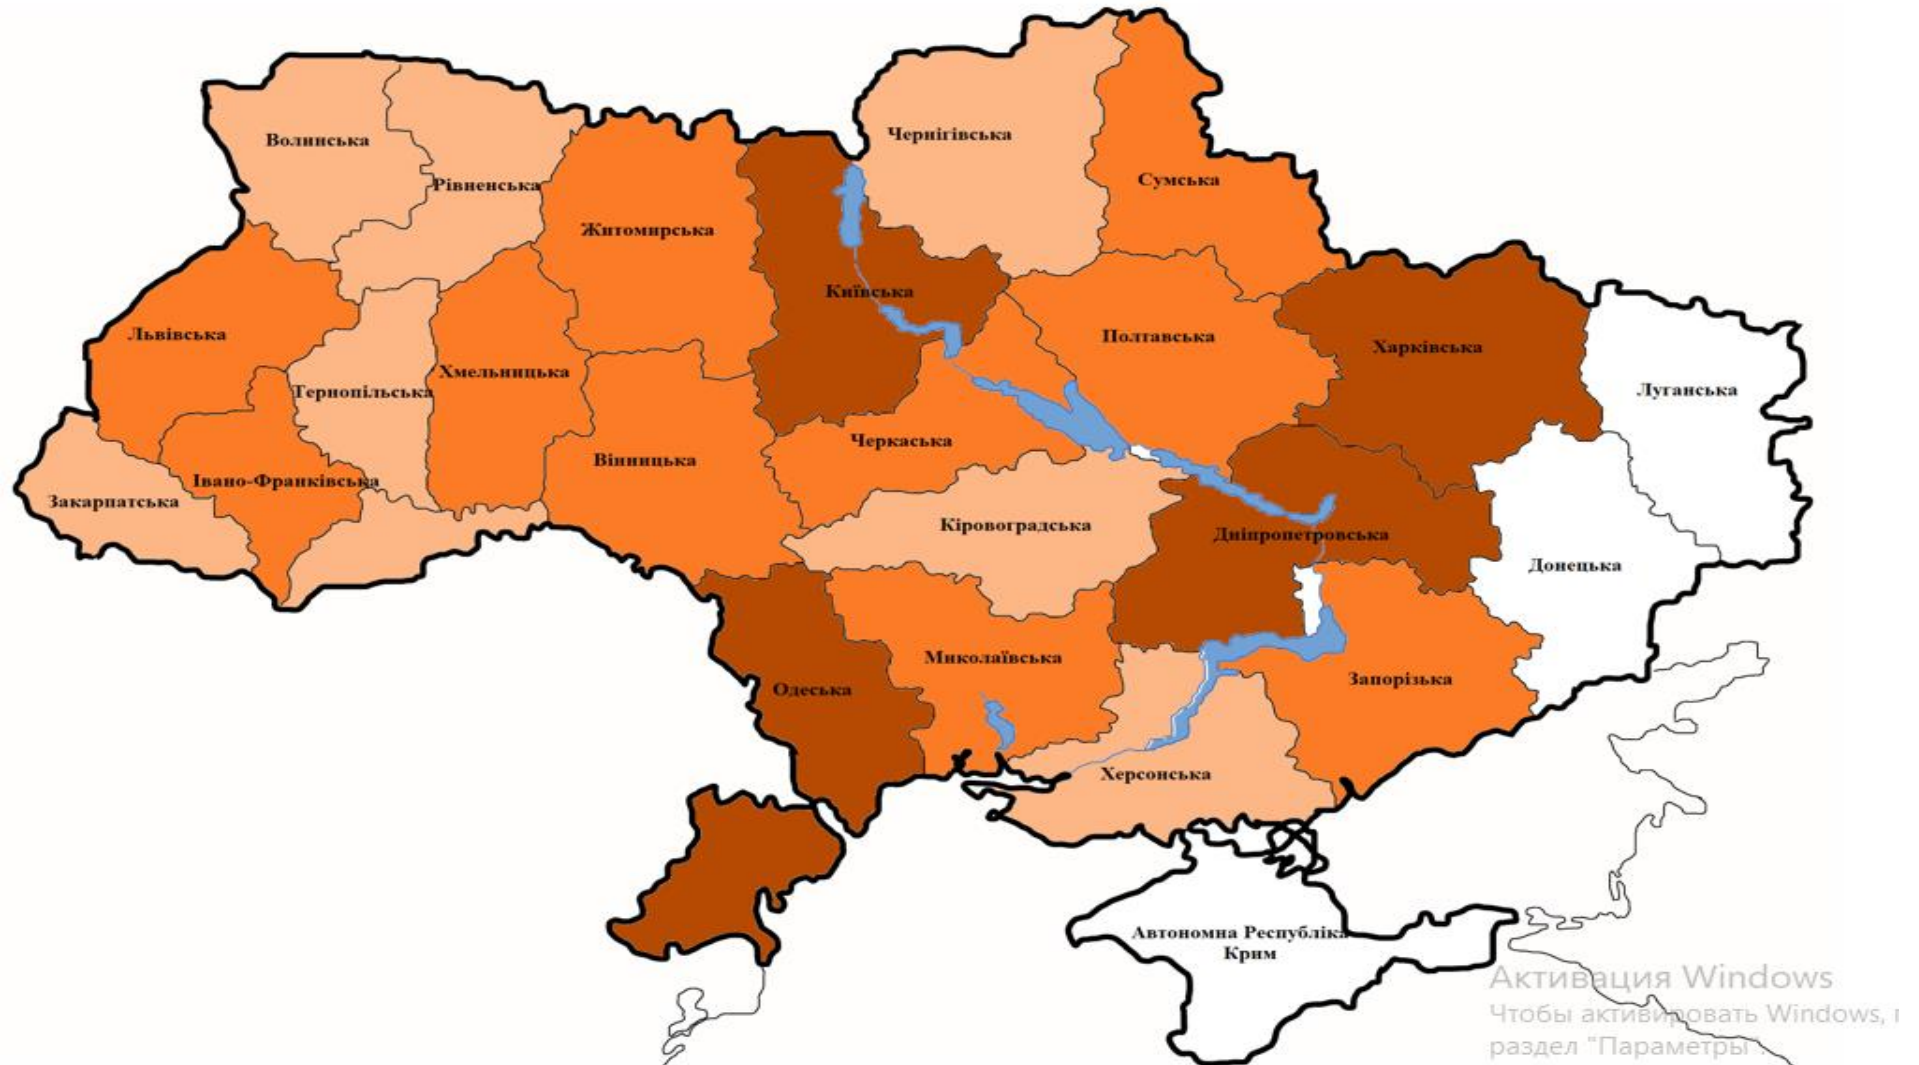 Волинська
Рівненська
Чернігівська
Сумська
Житомирська
Київська
Львівська
Тернопільська
Хмельницька
Полтавська
Харківська
Луганська
Черкаська
Вінницька
Івано-Франківська
Закарпатська
Кіровоградська
Дніпропетровська
Донецька
Миколаївська
Одеська
Запорізька
Херсонська
Автономна Республіка
Крим
Активация Windows
Чтобы активировать Windows,
раздел "Параметры".